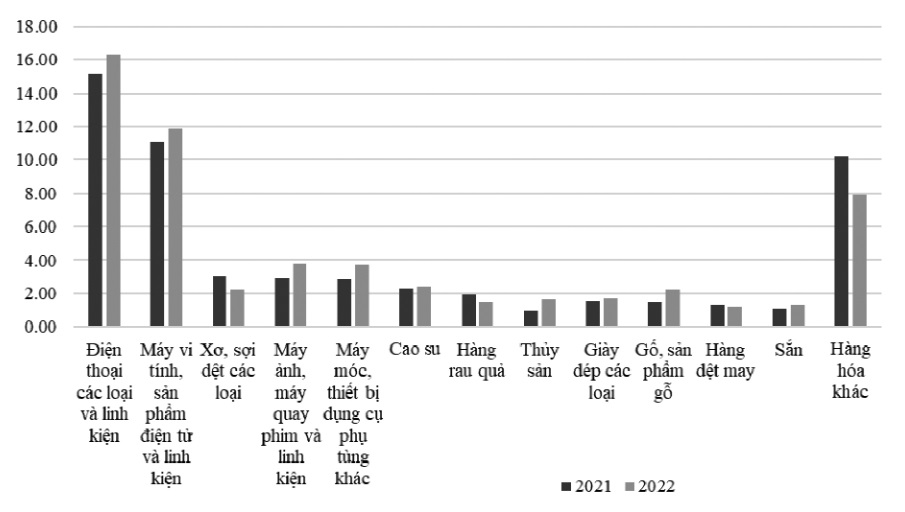 18.00
16.00
14.00
12.00
10.00
8.00
6.00
4.00
2.00
0.00
Điện
thoại
các loại
và linh
kiện
Máy vi
tính,
sản
phẩm
điện tử
và linh
kiện
Xơ, sợi
dệt các
loại
Máy
ảnh,
máy
quay
phim và
linh
kiện
Máy
móc,
thiết bị
dụng cụ
phụ
tùng
khác
Cao su
Hàng
rau quả
Thủy
sản
Giày
dép các
loại
Gỗ, sản
phẩm
gỗ
Hàng
dệt may
Sắn
Hàng
hóa
khác
2021
2022